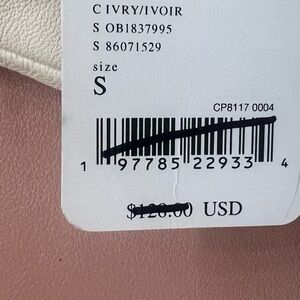 C IVRY/IVOIR
S OB1837995
S 86071529
size
S
CP8117 0004
1 97785 22933 4
$128.00 USD